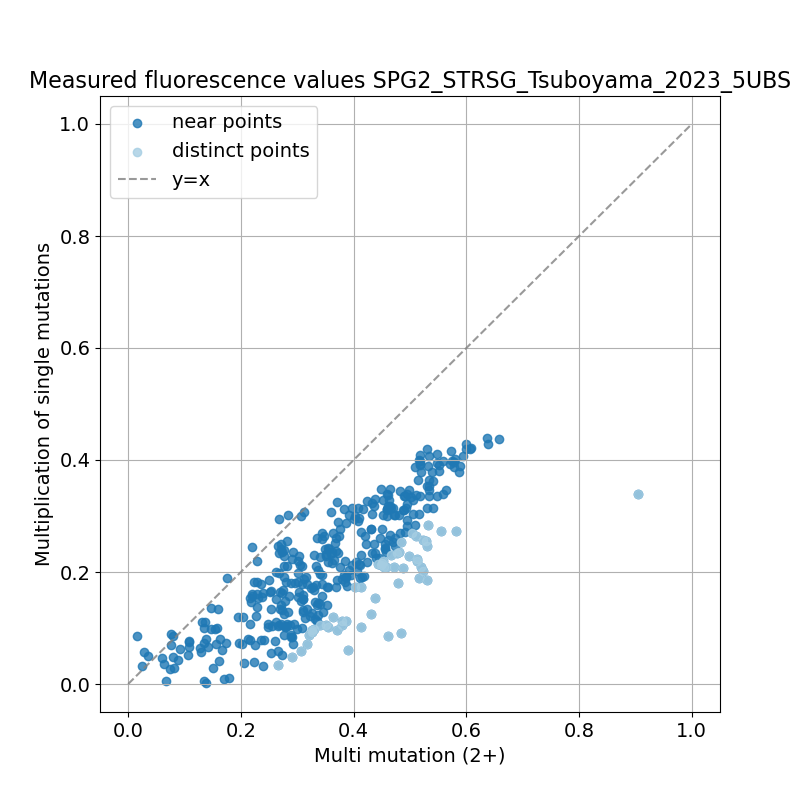 Measured fluorescence values SPG2_STRSG_Tsuboyama_2023_5UBS
near points
distinct points
y=x
1.0
0.8
0.6
0.4
0.2
0.0
Multiplication of single mutations
0.0 0.2 0.4 0.6 0.8 1.0
Multi mutation (2+)